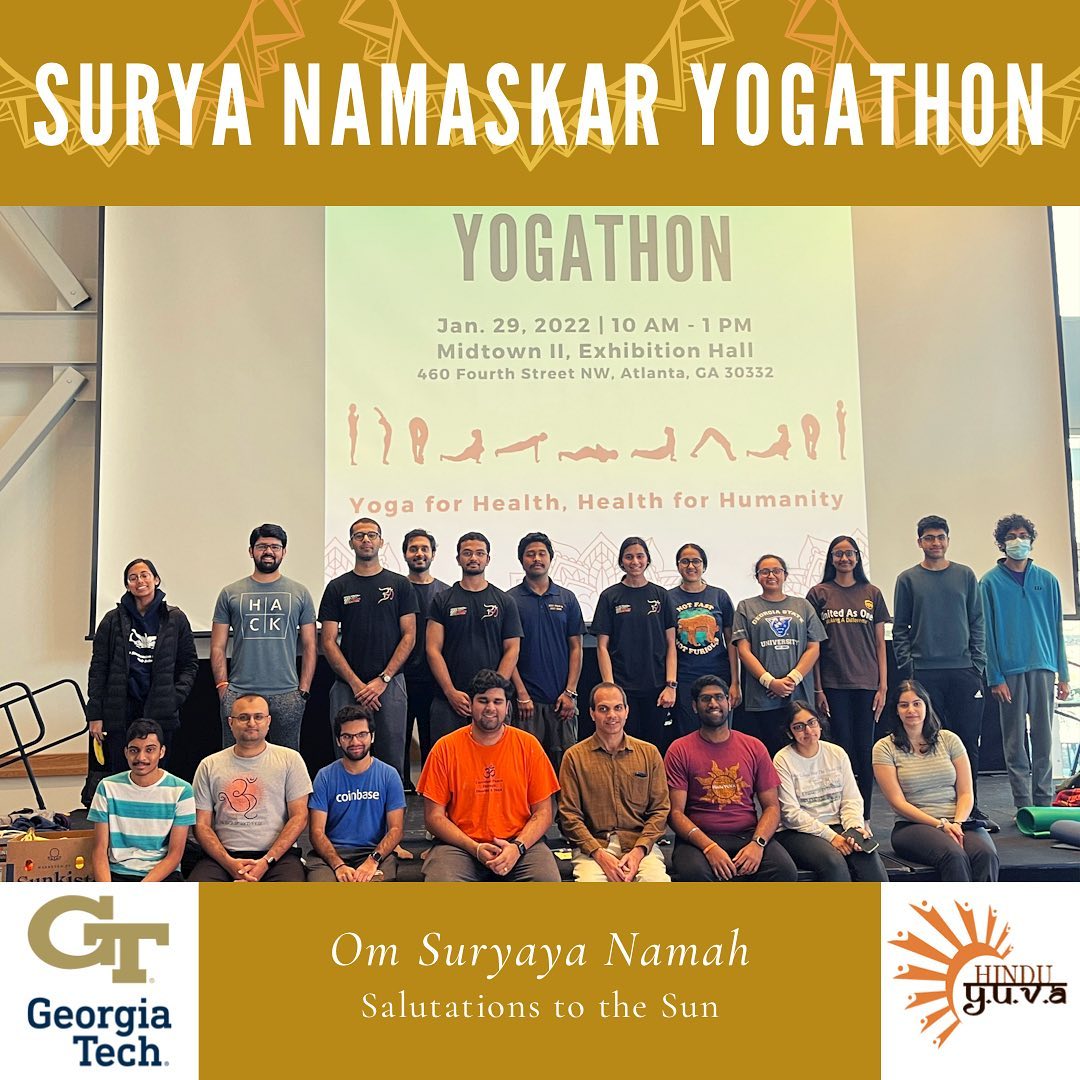 SURYA NAMASKAR YOGATHON
YOGATHON
Jan. 29, 2022 | 10 AM - 1 PM
Midtown II, Exhibition Hall
460 Fourth Street NW, Atlanta, GA 30332
Yoga for Health, Health for Humanity
HA
CK
NOT FAST
NOT FURIOUS
GEORGIA STATE
UNIVERSITY
United As One
coinbase
Sunkist
GT
Georgia
Tech
Om Suryaya Namah
Salutations to the Sun
HINDU
y.u.v.a